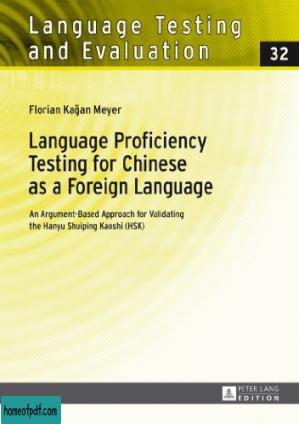 Language Testing
and Evaluation
32
Florian Kağan Meyer
Language Proficiency
Testing for Chinese
as a Foreign Language
An Argument-Based Approach for Validating
the Hanyu Shuiping Kaoshi (HSK)
PETER LANG
EDITION
homeofpdf.com